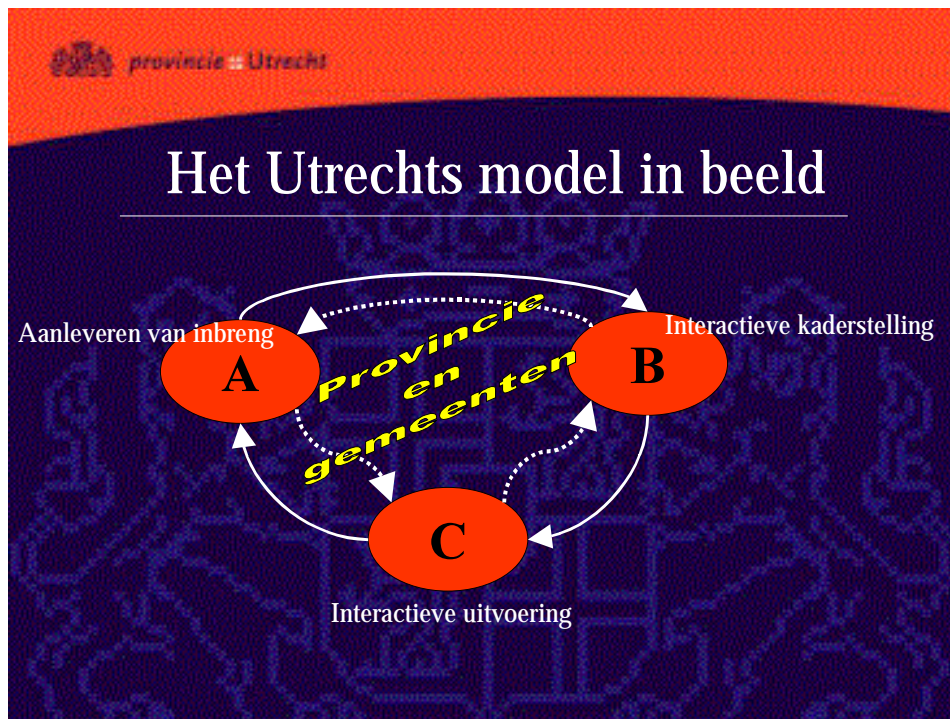 provincie :: Utrecht
Het Utrechts model in beeld
Aanleveren van inbreng
Interactieve kaderstelling
A
Provincie
en
gemeenten
B
C
Interactieve uitvoering